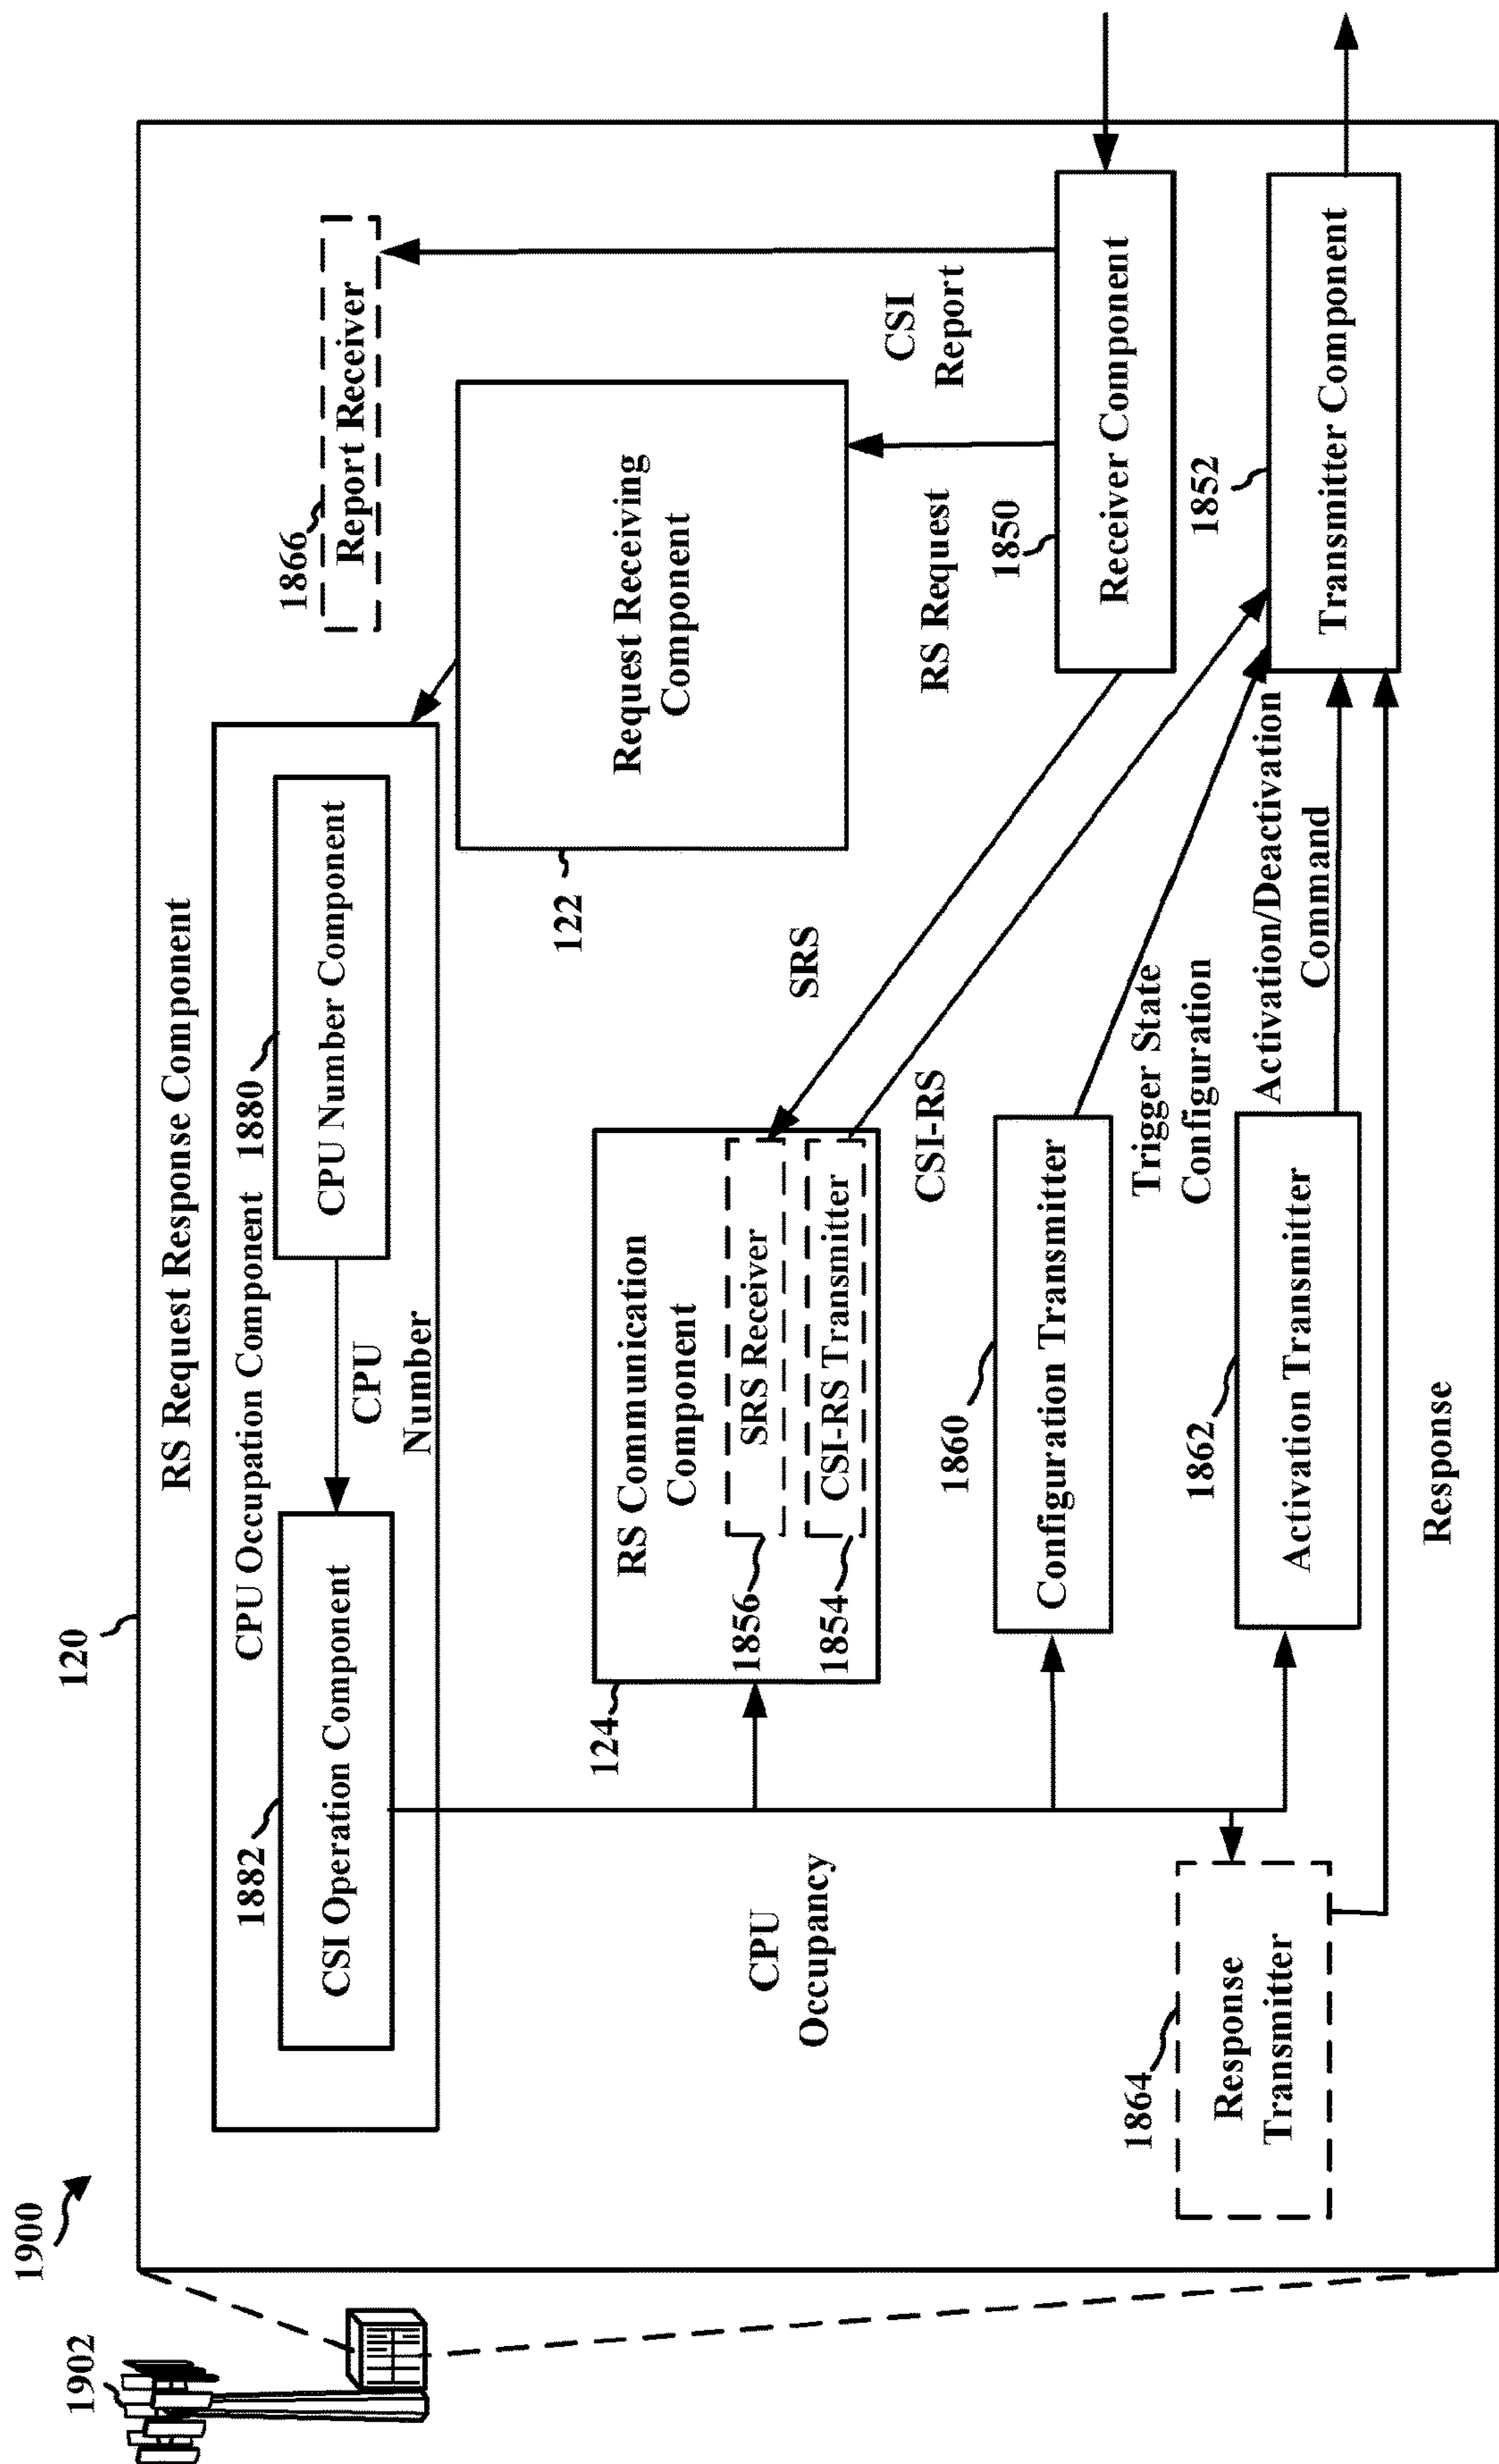 1900
1902
120
RS Request Response Component
CPU Occupation Component
1882
CSI Operation Component
CPU
Number
1880
CPU Number Component
1866
Report Receiver
122
Request Receiving
Component
124
RS Communication
Component
1856
SRS Receiver
1854
CSI-RS Transmitter
CPU
Occupancy
SRS
CSI-RS
RS Request
CSI
Report
1850
Receiver Component
1852
Transmitter Component
1860
Configuration Transmitter
Trigger State
Configuration
1862
Activation Transmitter
Activation/Deactivation
Command
1864
Response
Transmitter
Response